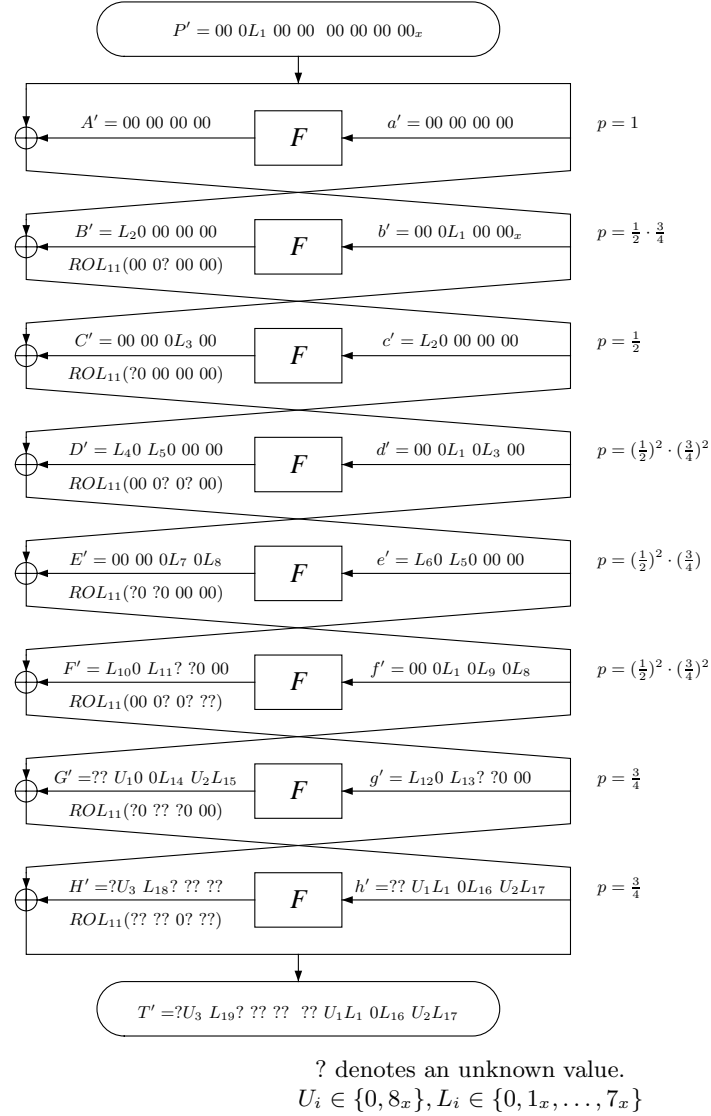 P′ = 00 0L₁ 00 00 00 00 00 00ₓ
A′ = 00 00 00 00 F a′ = 00 00 00 00 p = 1
B′ = L₂0 00 00 00 F b′ = 00 0L₁ 00 00ₓ p = 1/2 · 3/4
ROL₁₁(00 0? 00 00)
C′ = 00 00 0L₃ 00 F c′ = L₂0 00 00 00 p = 1/2
ROL₁₁(?0 00 00 00)
D′ = L₄0 L₅0 00 00 F d′ = 00 0L₁ 0L₃ 00 p = (1/2)² · (3/4)²
ROL₁₁(00 0? 0? 00)
E′ = 00 00 0L₇ 0L₈ F e′ = L₆0 L₅0 00 00 p = (1/2)² · (3/4)
ROL₁₁(?0 ?0 00 00)
F′ = L₁₀0 L₁₁? ?0 00 F f′ = 00 0L₁ 0L₉ 0L₈ p = (1/2)² · (3/4)²
ROL₁₁(00 0? 0? ??)
G′ =?? U₁0 0L₁₄ U₂L₁₅ F g′ = L₁₂0 L₁₃? ?0 00 p = 3/4
ROL₁₁(?0 ?? ?0 00)
H′ =?U₃ L₁₈? ?? ?? F h′ =?? U₁L₁ 0L₁₆ U₂L₁₇ p = 3/4
ROL₁₁(?? ?? 0? ??)
T′ =?U₃ L₁₉? ?? ?? ?? U₁L₁ 0L₁₆ U₂L₁₇
? denotes an unknown value.
Uᵢ ∈ {0, 8ₓ}, Lᵢ ∈ {0, 1ₓ, . . . , 7ₓ}